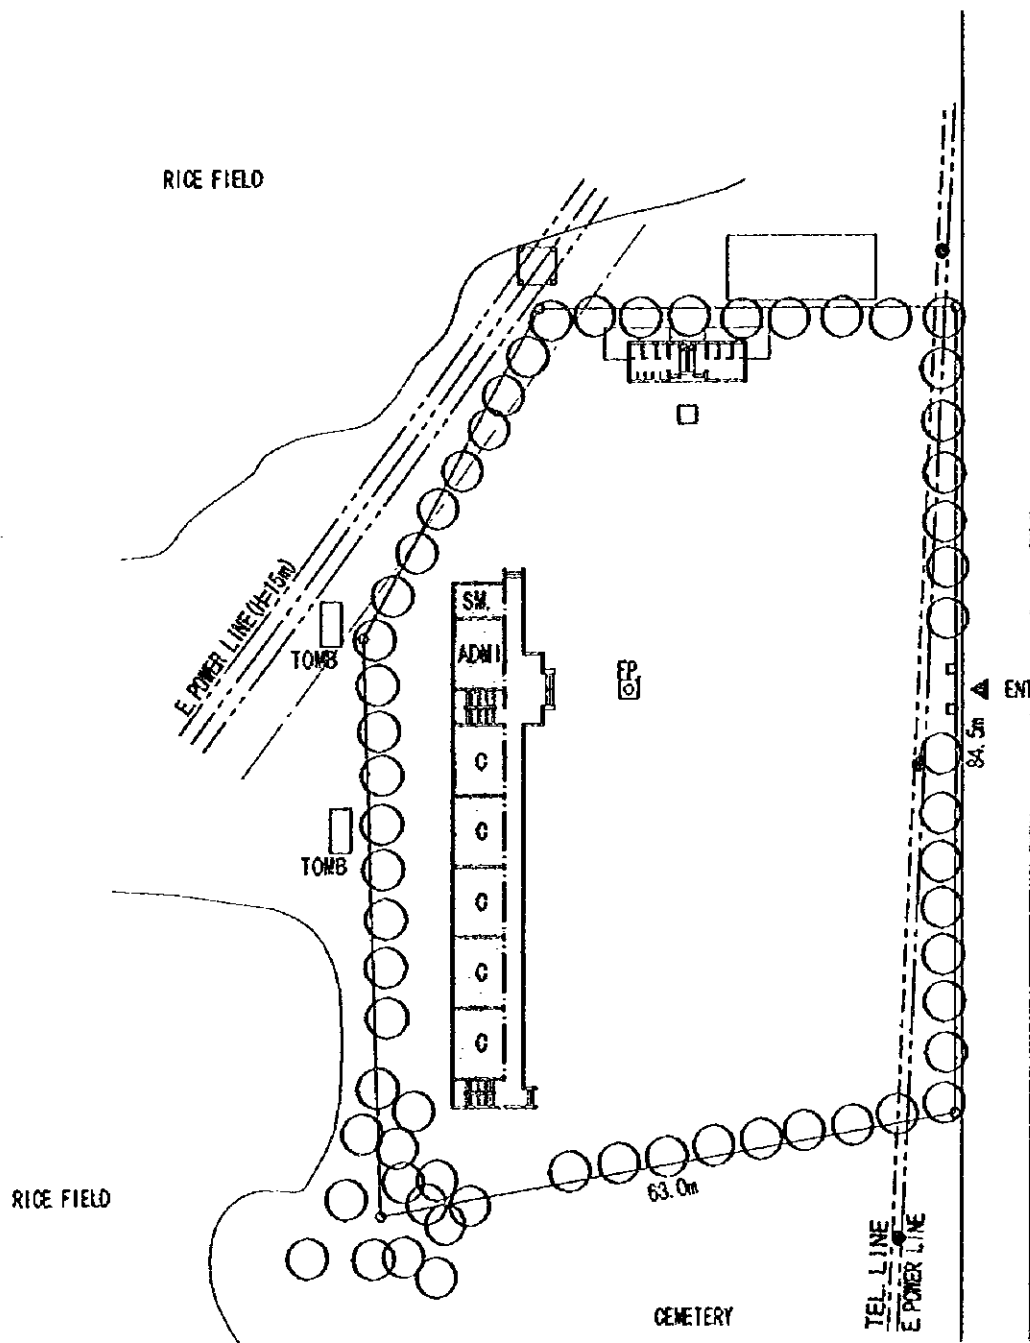 RICE FIELD
E. POWER LINE (H=15m)
TOMB
SM.
ADMI
FP
ENT
84.5m
C
C
TOMB
C
C
C
63.0m
RICE FIELD
TEL. LINE
E. POWER LINE
CEMETERY